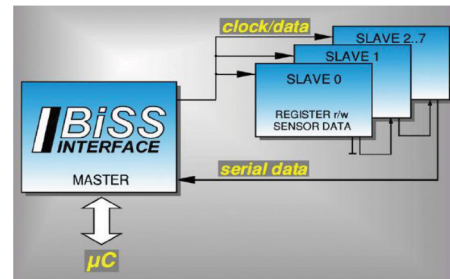 clock/data
SLAVE 2..7
SLAVE 1
SLAVE 0
REGISTER r/w
SENSOR DATA
BiSS
INTERFACE
MASTER
serial data
µC